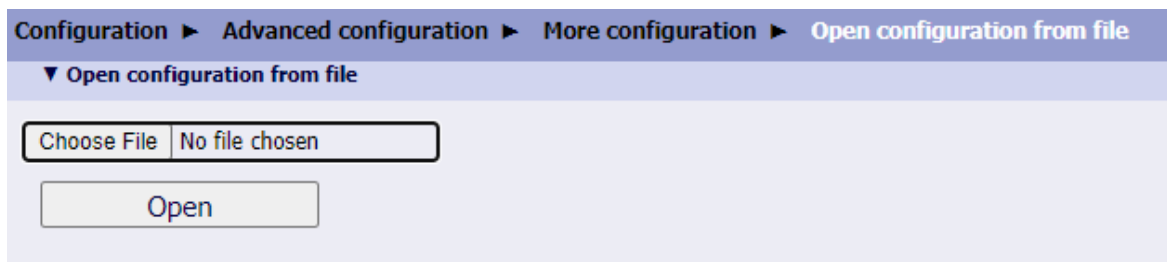 Configuration ► Advanced configuration ► More configuration ► Open configuration from file
▼ Open configuration from file
Choose File No file chosen
Open